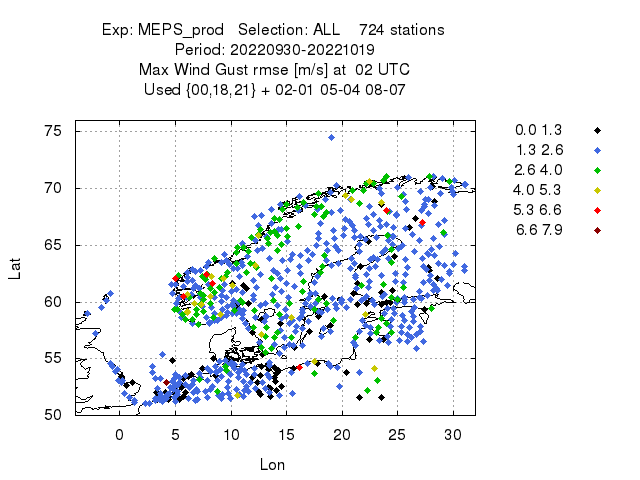 Exp: MEPS_prod Selection: ALL 724 stations
Period: 20220930-20221019
Max Wind Gust rmse [m/s] at 02 UTC
Used {00,18,21} + 02-01 05-04 08-07
75
70
65
60
55
50
0 5 10 15 20 25 30
Lat
Lon
0.0 1.3
1.3 2.6
2.6 4.0
4.0 5.3
5.3 6.6
6.6 7.9